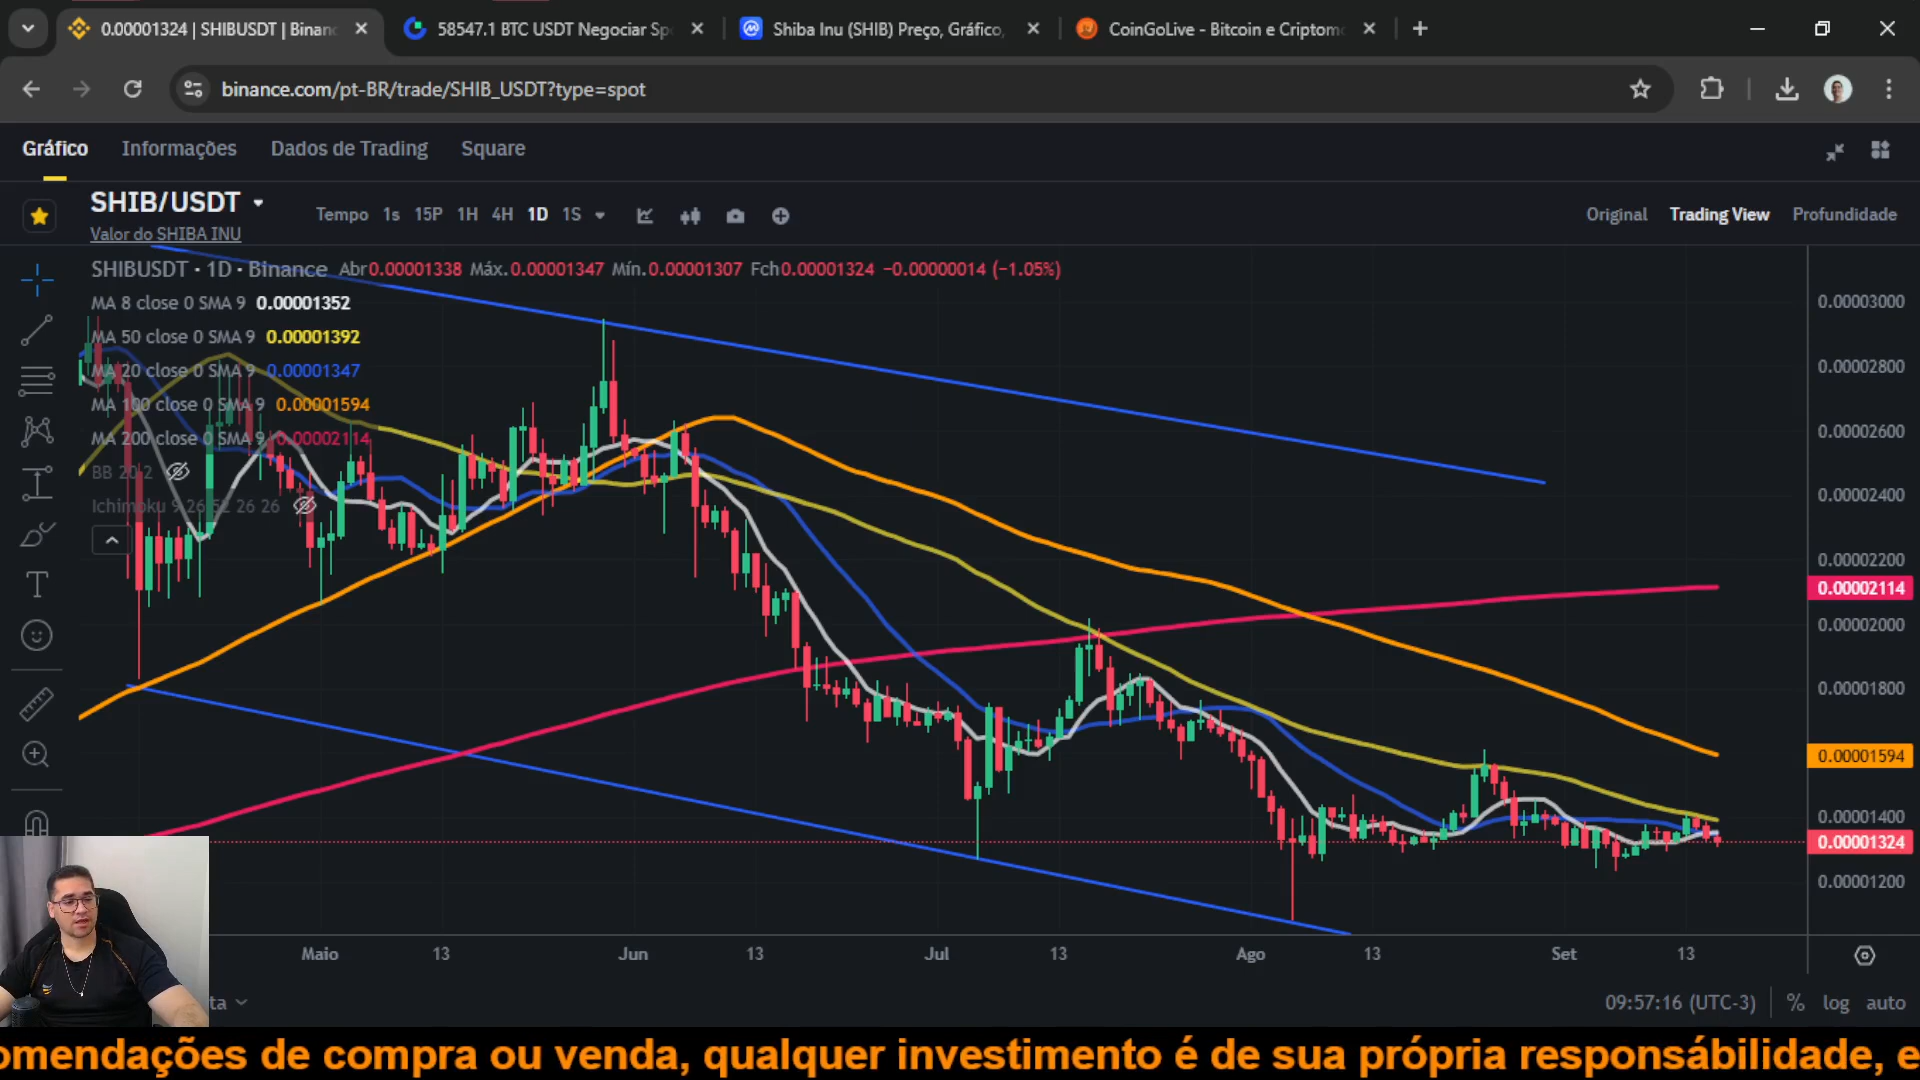 0.00001324 | SHIBUSDT | Binanc
58547.1 BTC USDT Negociar Spo
Shiba Inu (SHIB) Preço, Gráfico,
CoinGoLive - Bitcoin e Criptomo
binance.com/pt-BR/trade/SHIB_USDT?type=spot
Gráfico Informações Dados de Trading Square
SHIB/USDT
Valor do SHIBA INU
Tempo 1s 15P 1H 4H 1D 1S
Original Trading View Profundidade
SHIBUSDT · 1D · Binance Abr0.00001338 Máx.0.00001347 Mín.0.00001307 Fch0.00001324 −0.00000014 (−1.05%)
MA 8 close 0 SMA 9 0.00001352
MA 50 close 0 SMA 9 0.00001392
MA 20 close 0 SMA 9 0.00001347
MA 100 close 0 SMA 9 0.00001594
MA 200 close 0 SMA 9 0.00002114
BB 20 2
Ichimoku 9 26 52 26 26
0.00003000
0.00002800
0.00002600
0.00002400
0.00002200
0.00002114
0.00002000
0.00001800
0.00001594
0.00001400
0.00001324
0.00001200
Maio 13 Jun 13 Jul 13 Ago 13 Set 13
ta
09:57:16 (UTC-3) % log auto
omendações de compra ou venda, qualquer investimento é de sua própria responsábilidade, e